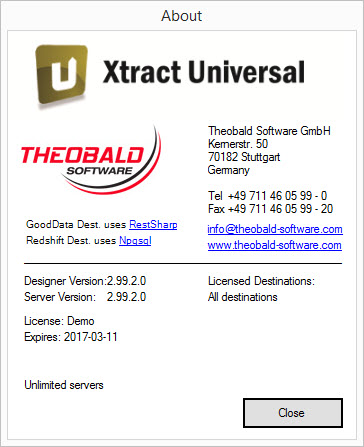 About
U
Xtract Universal
THEOBALD
SOFTWARE
Theobald Software GmbH
Kernerstr. 50
70182 Stuttgart
Germany
Tel +49 711 46 05 99 - 0
Fax +49 711 46 05 99 - 20
GoodData Dest. uses RestSharp
Redshift Dest. uses Npgsql
info@theobald-software.com
www.theobald-software.com
Designer Version:2.99.2.0
Server Version: 2.99.2.0
Licensed Destinations:
All destinations
License: Demo
Expires: 2017-03-11
Unlimited servers
Close